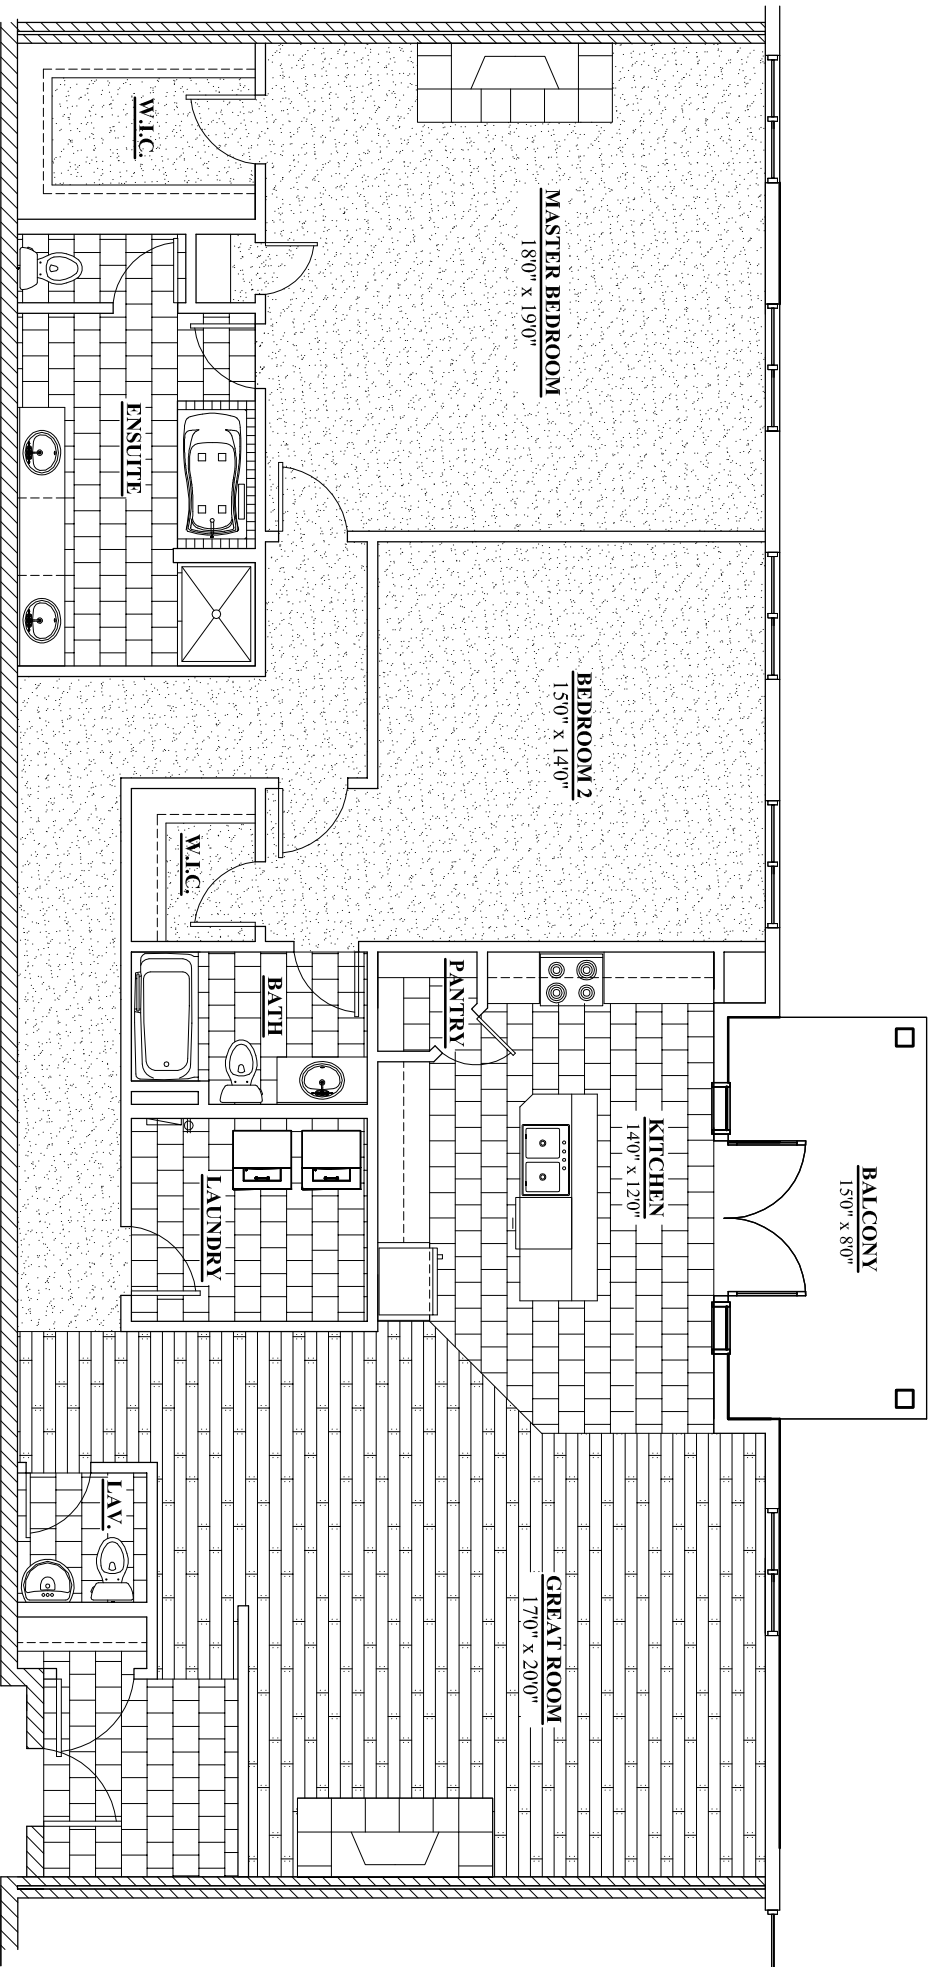 BALCONY
15'0" x 8'0"
MASTER BEDROOM
18'0" x 19'0"
BEDROOM 2
15'0" x 14'0"
KITCHEN
14'0" x 12'0"
GREAT ROOM
17'0" x 20'0"
PANTRY
W.I.C.
ENSUITE
W.I.C.
BATH
LAUNDRY
LAV.